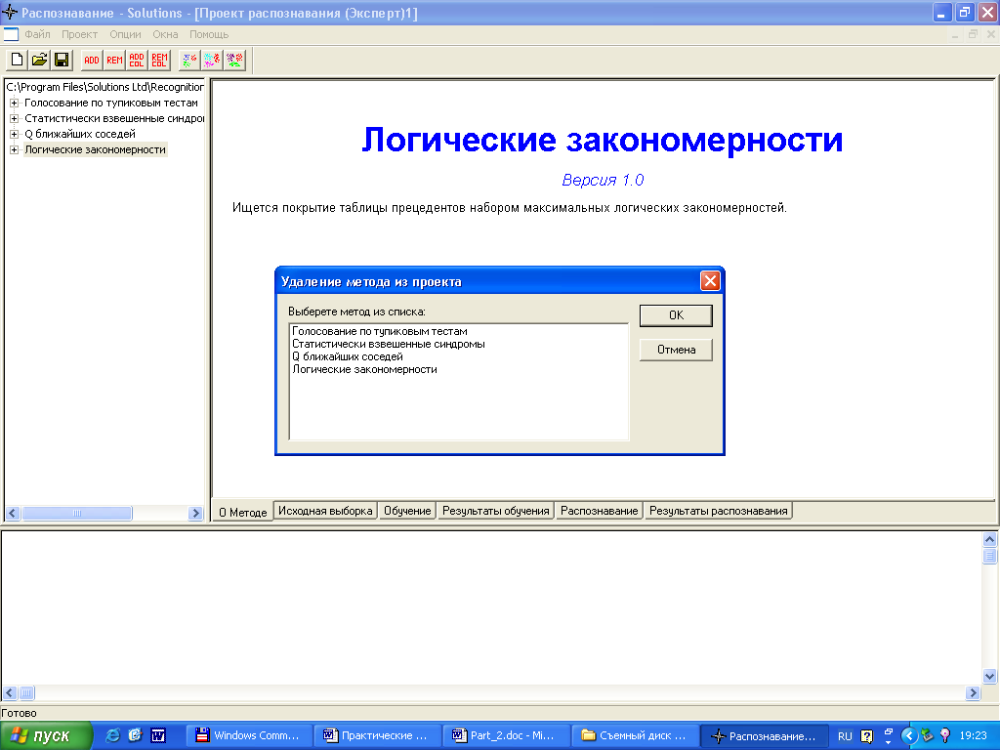 Распознавание - Solutions - [Проект распознавания (Эксперт)1]
Файл Проект Опции Окна Помощь
ADD REM ADD COL REM COL
C:\Program Files\Solutions Ltd\Recognition
Голосование по тупиковым тестам
Статистически взвешенные синдро
Q ближайших соседей
Логические закономерности
Логические закономерности
Версия 1.0
Ищется покрытие таблицы прецедентов набором максимальных логических закономерностей.
Удаление метода из проекта
Выберете метод из списка:
Голосование по тупиковым тестам
Статистически взвешенные синдромы
Q ближайших соседей
Логические закономерности
OK
Отмена
О Методе Исходная выборка Обучение Результаты обучения Распознавание Результаты распознавания
Готово
пуск Windows Comm... Практические ... Part_2.doc - Mi... Съемный диск ... Распознавание... RU 19:23